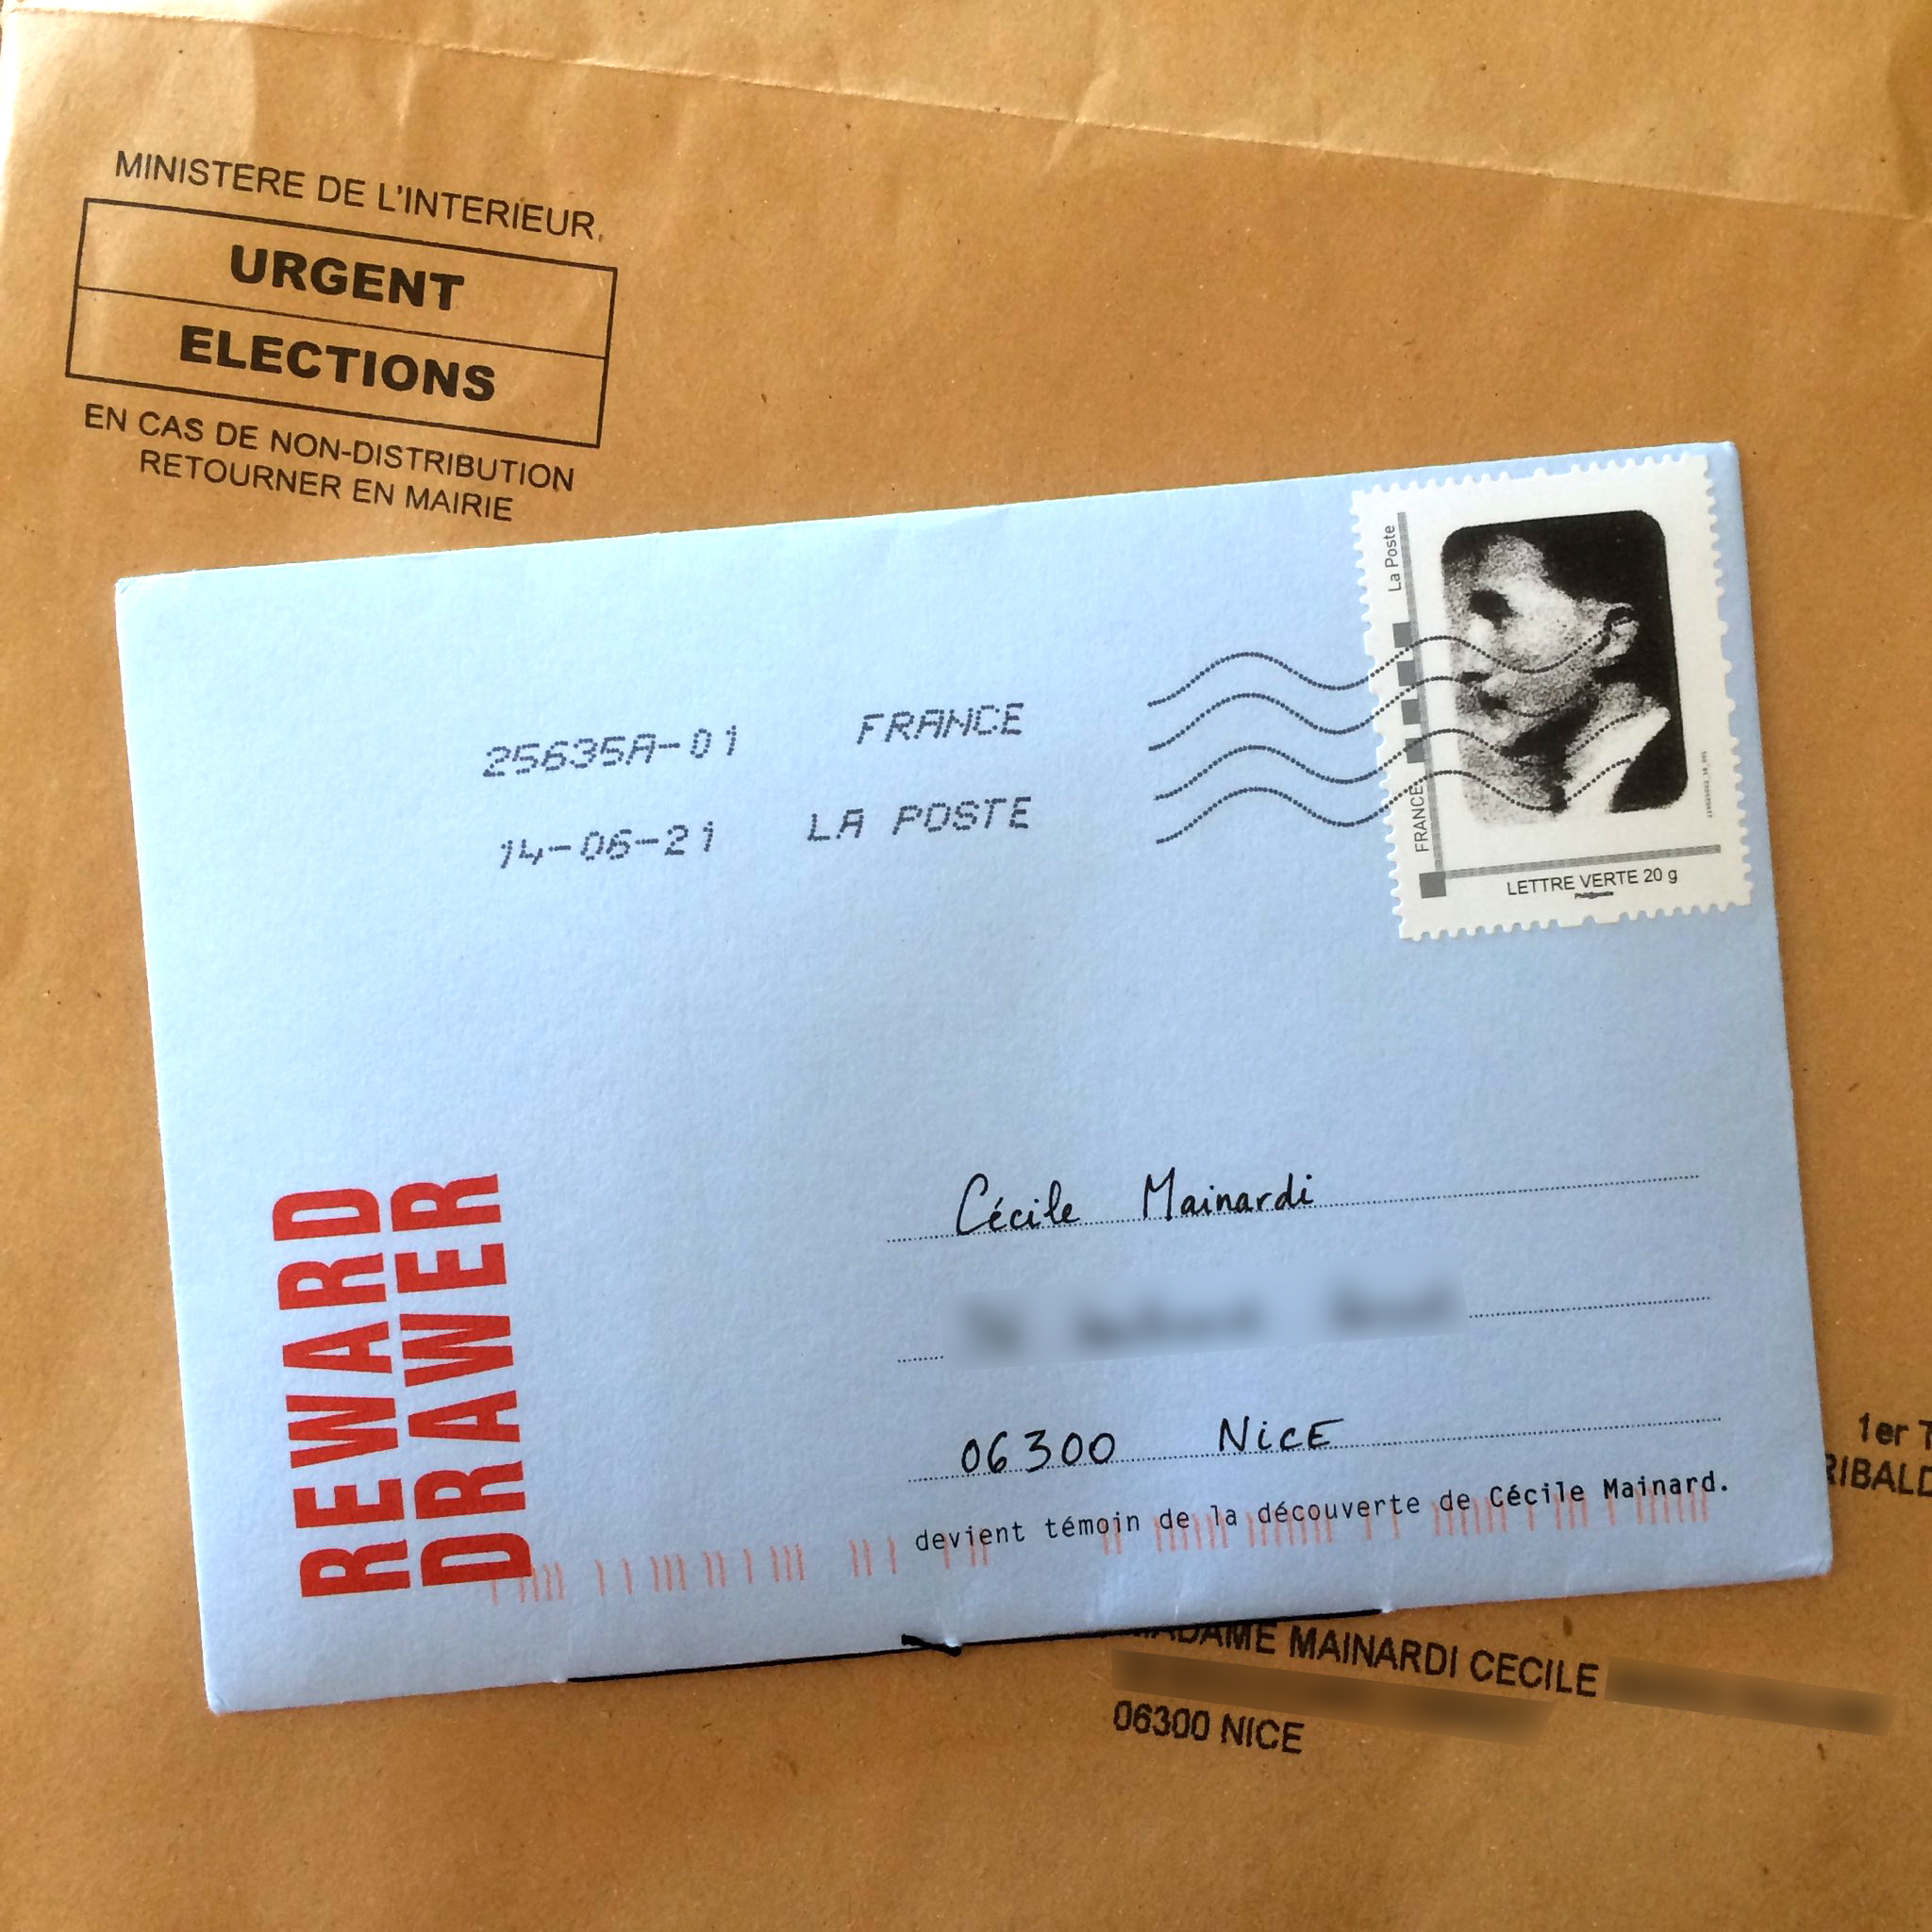 MINISTERE DE L'INTERIEUR
URGENT
ELECTIONS
EN CAS DE NON-DISTRIBUTION
RETOURNER EN MAIRIE
La Poste
FRANCE
LETTRE VERTE 20 g
25635A-01 FRANCE
14-06-21 LA POSTE
REWARD
DRAWER
Cécile Mainardi
06300 NicE
devient témoin de la découverte de Cécile Mainard.
1er
MADAME MAINARDI CECILE
06300 NICE